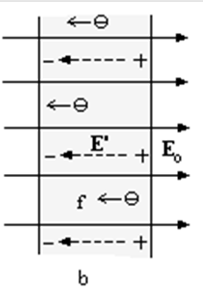 ⊖
- +
⊖
E'
- + E₀
f ⊖
- +
b